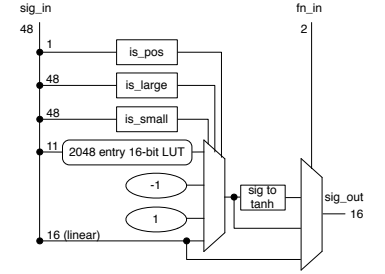 sig_in
fn_in
48
2
1
is_pos
48
is_large
48
is_small
11
2048 entry 16-bit LUT
-1
sig to
tanh
sig_out
16
1
16 (linear)